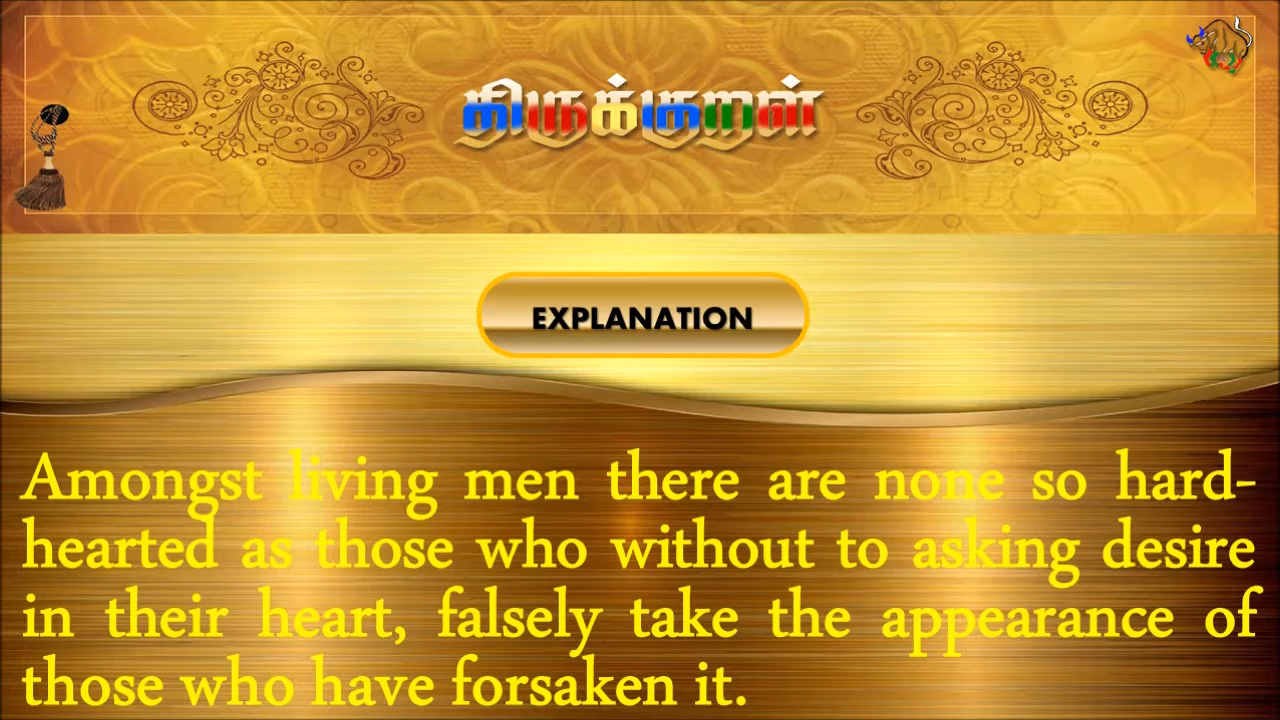 திருக்குறள்
EXPLANATION
Amongst living men there are none so hard-
hearted as those who without to asking desire
in their heart, falsely take the appearance of
those who have forsaken it.